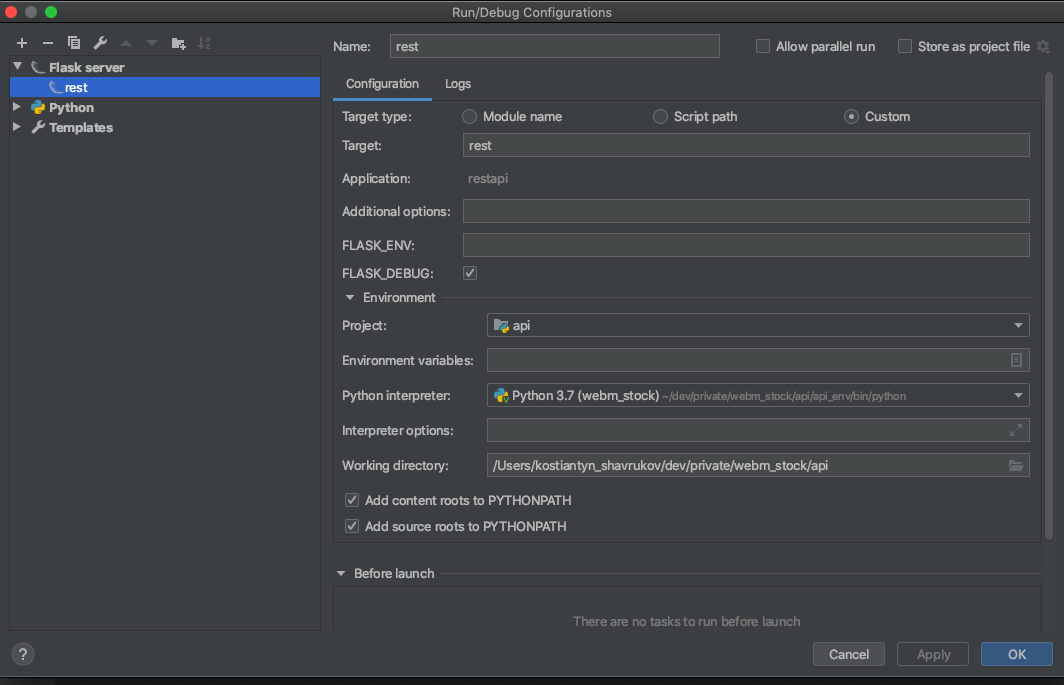 Run/Debug Configurations
Name: rest Allow parallel run Store as project file
Flask server
rest
Python
Templates
Configuration Logs
Target type: Module name Script path Custom
Target: rest
Application: restapi
Additional options:
FLASK_ENV:
FLASK_DEBUG:
Environment
Project: api
Environment variables:
Python interpreter: Python 3.7 (webm_stock) ~/dev/private/webm_stock/api/api_env/bin/python
Interpreter options:
Working directory: /Users/kostiantyn_shavrukov/dev/private/webm_stock/api
Add content roots to PYTHONPATH
Add source roots to PYTHONPATH
Before launch
There are no tasks to run before launch
? Cancel Apply OK